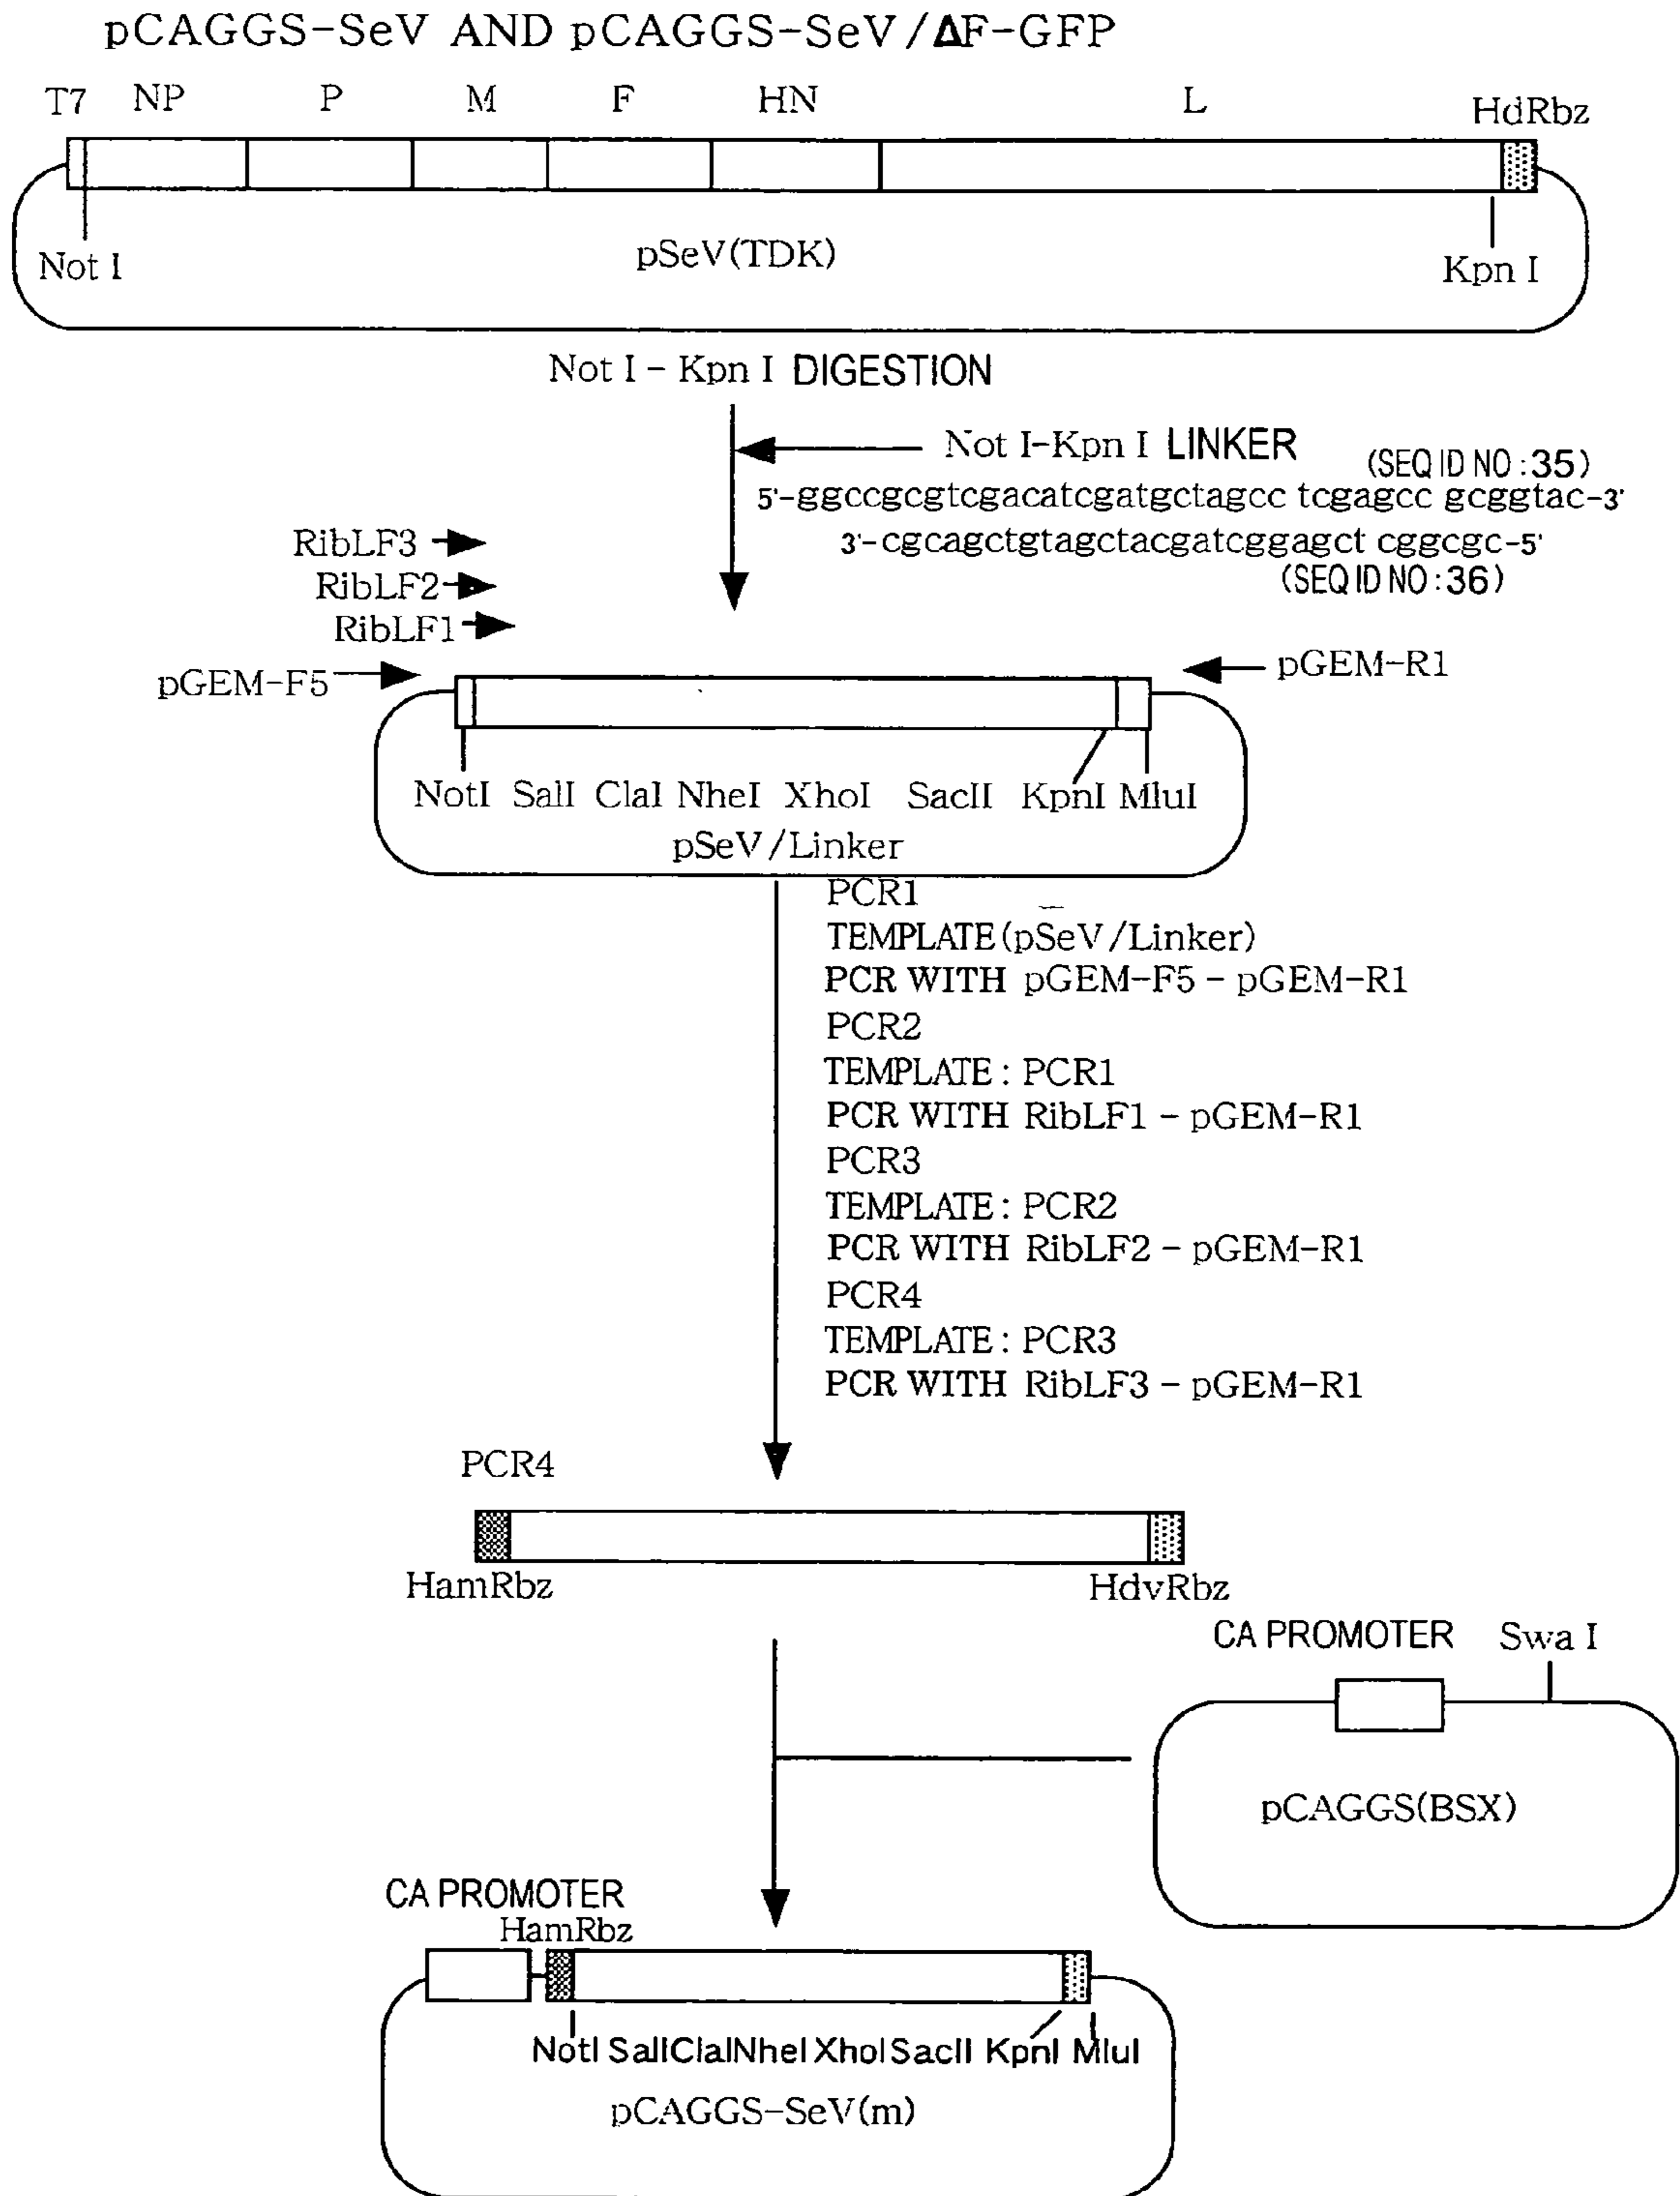 pCAGGS-SeV AND pCAGGS-SeV/ΔF-GFP
T7 NP P M F HN L HdRbz
Not I pSeV(TDK) Kpn I
Not I - Kpn I DIGESTION
Not I-Kpn I LINKER (SEQ ID NO:35)
5'-ggccgcgtcgacatcgatgctagcc tcgagcc gcggtac-3'
3'-cgcagctgtagctacgatcggagct cggcgc-5'
(SEQ ID NO:36)
RibLF3
RibLF2
RibLF1
pGEM-F5 pGEM-R1
NotI SalI ClaI NheI XhoI SacII KpnI MluI
pSeV/Linker
PCR1
TEMPLATE(pSeV/Linker)
PCR WITH pGEM-F5 - pGEM-R1
PCR2
TEMPLATE: PCR1
PCR WITH RibLF1 - pGEM-R1
PCR3
TEMPLATE: PCR2
PCR WITH RibLF2 - pGEM-R1
PCR4
TEMPLATE: PCR3
PCR WITH RibLF3 - pGEM-R1
PCR4
HamRbz HdvRbz
CA PROMOTER Swa I
pCAGGS(BSX)
CA PROMOTER
HamRbz
NotI SalIClaINheI XhoI SacII KpnI MluI
pCAGGS-SeV(m)